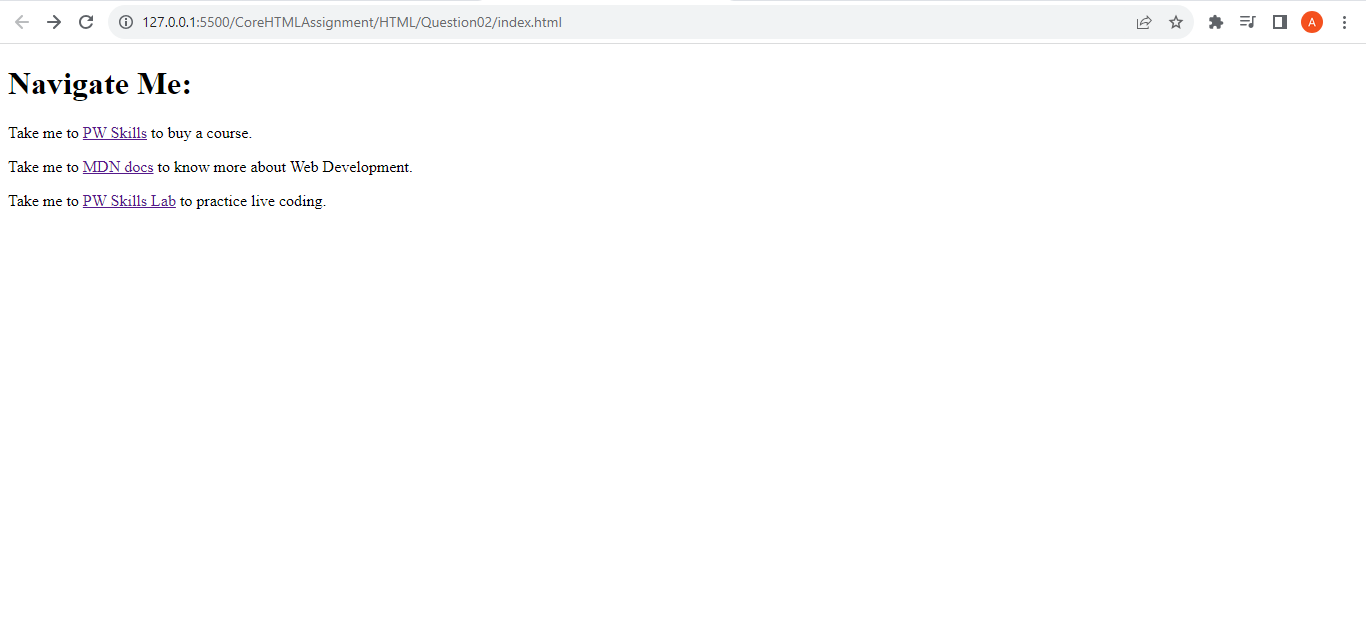 127.0.0.1:5500/CoreHTMLAssignment/HTML/Question02/index.html
A
Navigate Me:
Take me to PW Skills to buy a course.
Take me to MDN docs to know more about Web Development.
Take me to PW Skills Lab to practice live coding.